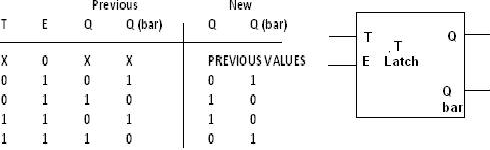 Previous New
T E Q Q (bar) Q Q (bar)
X 0 X X PREVIOUS VALUES
0 1 0 1 0 1
0 1 1 0 1 0
1 1 0 1 1 0
1 1 1 0 0 1
T T Q
E Latch
Q
bar